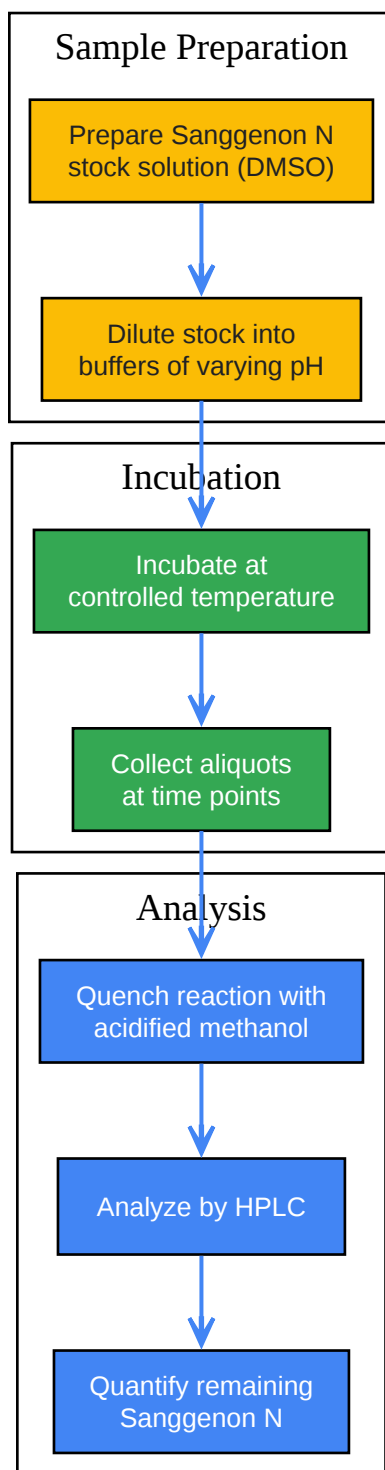 Sample Preparation
Prepare Sanggenon N
stock solution (DMSO)
Dilute stock into
buffers of varying pH
Incubation
Incubate at
controlled temperature
Collect aliquots
at time points
Analysis
Quench reaction with
acidified methanol
Analyze by HPLC
Quantify remaining
Sanggenon N